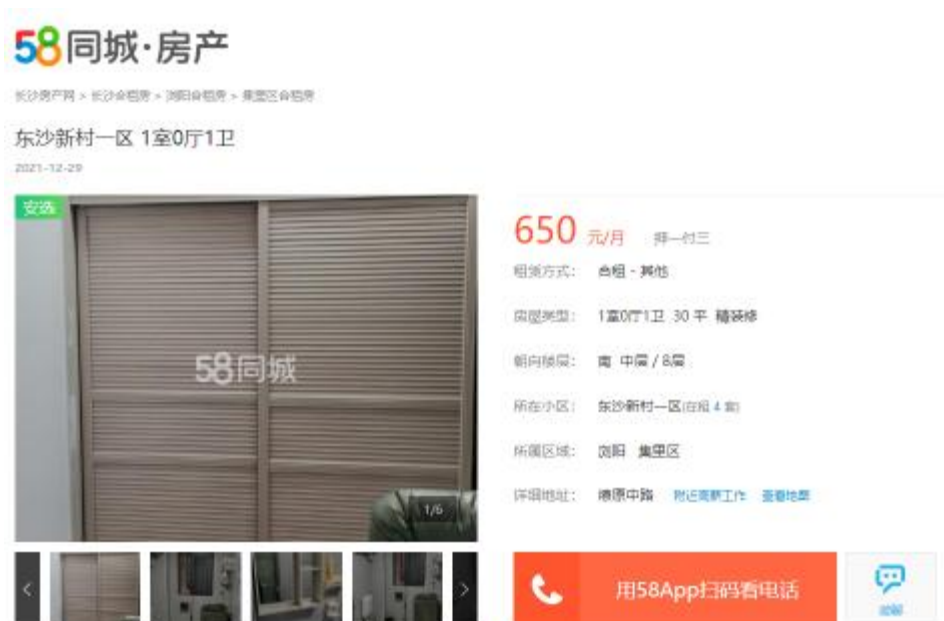 58同城·房产
长沙房产网 > 长沙合租房 > 浏阳合租房 > 集里区合租房
东沙新村一区 1室0厅1卫
2021-12-29
安选
58同城
1/6
650 元/月 押一付三
租赁方式: 合租 - 其他
房屋类型: 1室0厅1卫 30 平 精装修
朝向楼层: 南 中层 / 8层
所在小区: 东沙新村一区(在租 4 套)
所属区域: 浏阳 集里区
详细地址: 燎原中路 附近高薪工作 查看地图
用58App扫码看电话